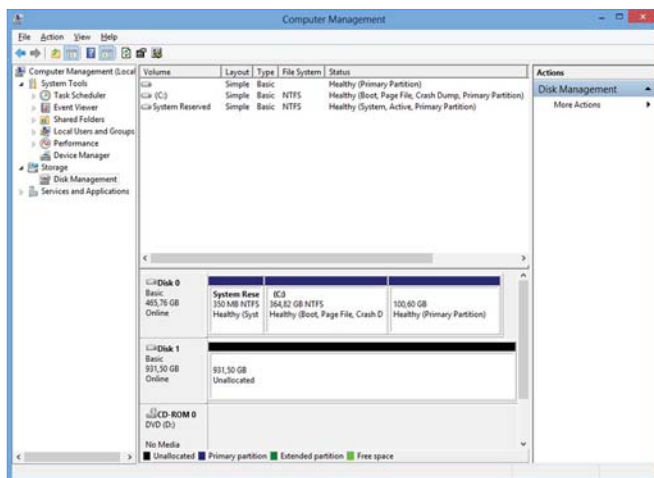 Computer Management
File Action View Help
Computer Management (Local
System Tools
Task Scheduler
Event Viewer
Shared Folders
Local Users and Groups
Performance
Device Manager
Storage
Disk Management
Services and Applications
Volume Layout Type File System Status
Simple Basic Healthy (Primary Partition)
(C:) Simple Basic NTFS Healthy (Boot, Page File, Crash Dump, Primary Partition)
System Reserved Simple Basic NTFS Healthy (System, Active, Primary Partition)
Disk 0
Basic
465,76 GB
Online
System Rese
350 MB NTFS
Healthy (Syst
(C:)
364,82 GB NTFS
Healthy (Boot, Page File, Crash D
100,60 GB
Healthy (Primary Partition)
Disk 1
Basic
931,50 GB
Online
931,50 GB
Unallocated
CD-ROM 0
DVD (D:)
No Media
Unallocated Primary partition Extended partition Free space
Actions
Disk Management
More Actions